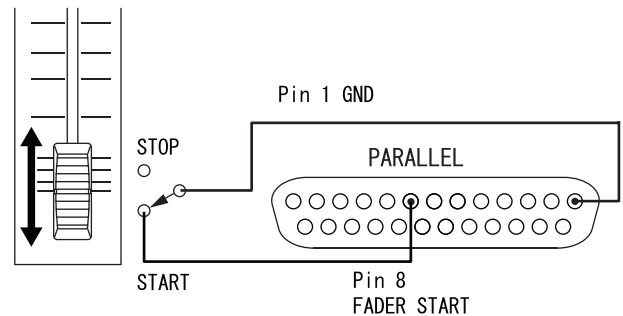 Pin 1 GND
STOP
PARALLEL
START
Pin 8
FADER START